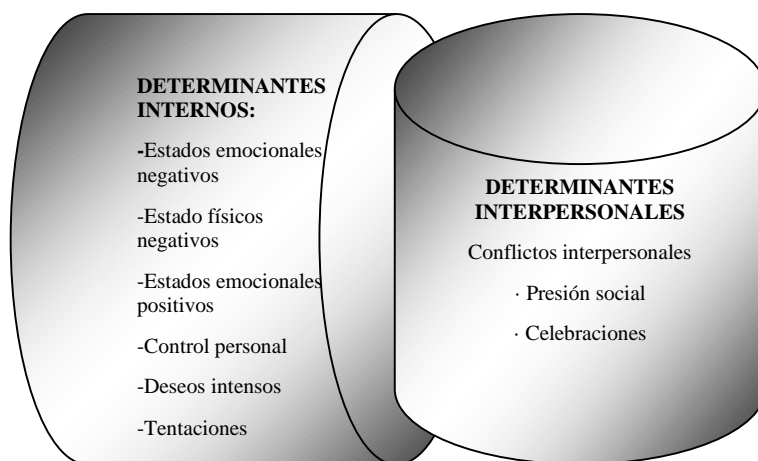 DETERMINANTES
INTERNOS:
-Estados emocionales
negativos
-Estado físicos
negativos
-Estados emocionales
positivos
-Control personal
-Deseos intensos
-Tentaciones
DETERMINANTES
INTERPERSONALES
Conflictos interpersonales
· Presión social
· Celebraciones